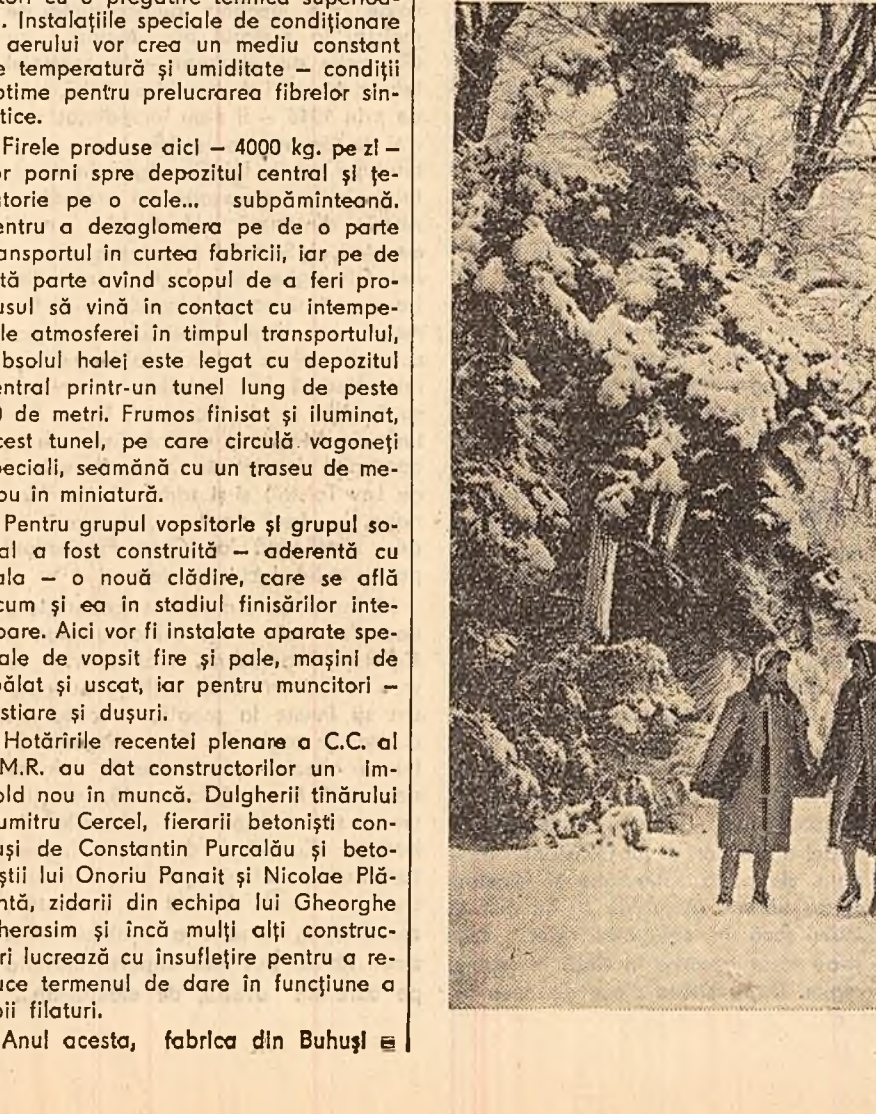 . Instalațiile speciale de condiționare
aerului vor crea un mediu constant
e temperatură și umiditate — condiții
ptime pentru prelucrarea fibrelor sin-
tice.
Firele produse aici — 4000 kg. pe zi —
or porni spre depozitul central și țe-
torie pe o cale... subpămînteană.
entru a dezaglomera pe de o parte
ansportul în curtea fabricii, iar pe de
tă parte avînd scopul de a feri pro-
usul să vină în contact cu intempe-
le atmosferei în timpul transportului,
bsolul halei este legat cu depozitul
entral printr-un tunel lung de peste
0 de metri. Frumos finisat și iluminat,
cest tunel, pe care circulă vagoneți
peciali, seamănă cu un traseu de me-
ou în miniatură.
Pentru grupul vopsitorie și grupul so-
al a fost construită — aderentă cu
ala — o nouă clădire, care se află
cum și ea în stadiul finisărilor inte-
oare. Aici vor fi instalate aparate spe-
ale de vopsit fire și pale, mașini de
ălat și uscat, iar pentru muncitori —
stiare și dușuri.
Hotărîrile recentei plenare a C.C. al
M.R. au dat constructorilor un im-
old nou în muncă. Dulgherii tînărului
umitru Cercel, fierarii betoniști con-
uși de Constantin Purcalău și beto-
știi lui Onoriu Panait și Nicolae Plă-
ntă, zidarii din echipa lui Gheorghe
herasim și încă mulți alți construc-
ri lucrează cu însuflețire pentru a re-
uce termenul de dare în funcțiune a
ii filaturi.
Anul acesta, fabrica din Buhuși